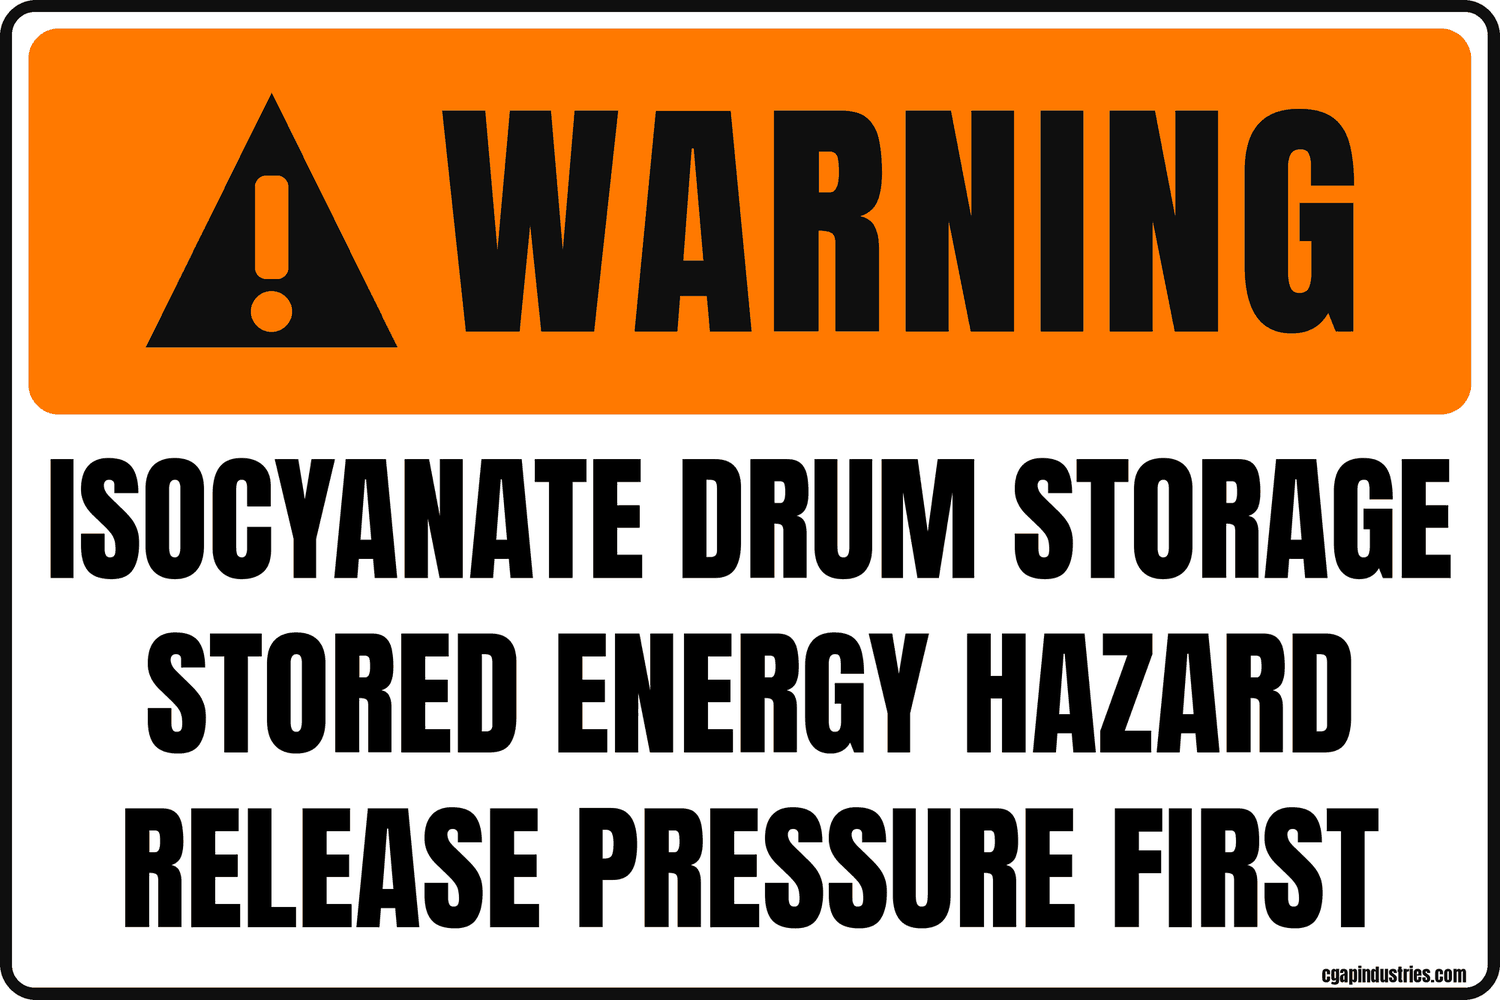 WARNING
ISOCYANATE DRUM STORAGE
STORED ENERGY HAZARD
RELEASE PRESSURE FIRST
cgapindustries.com